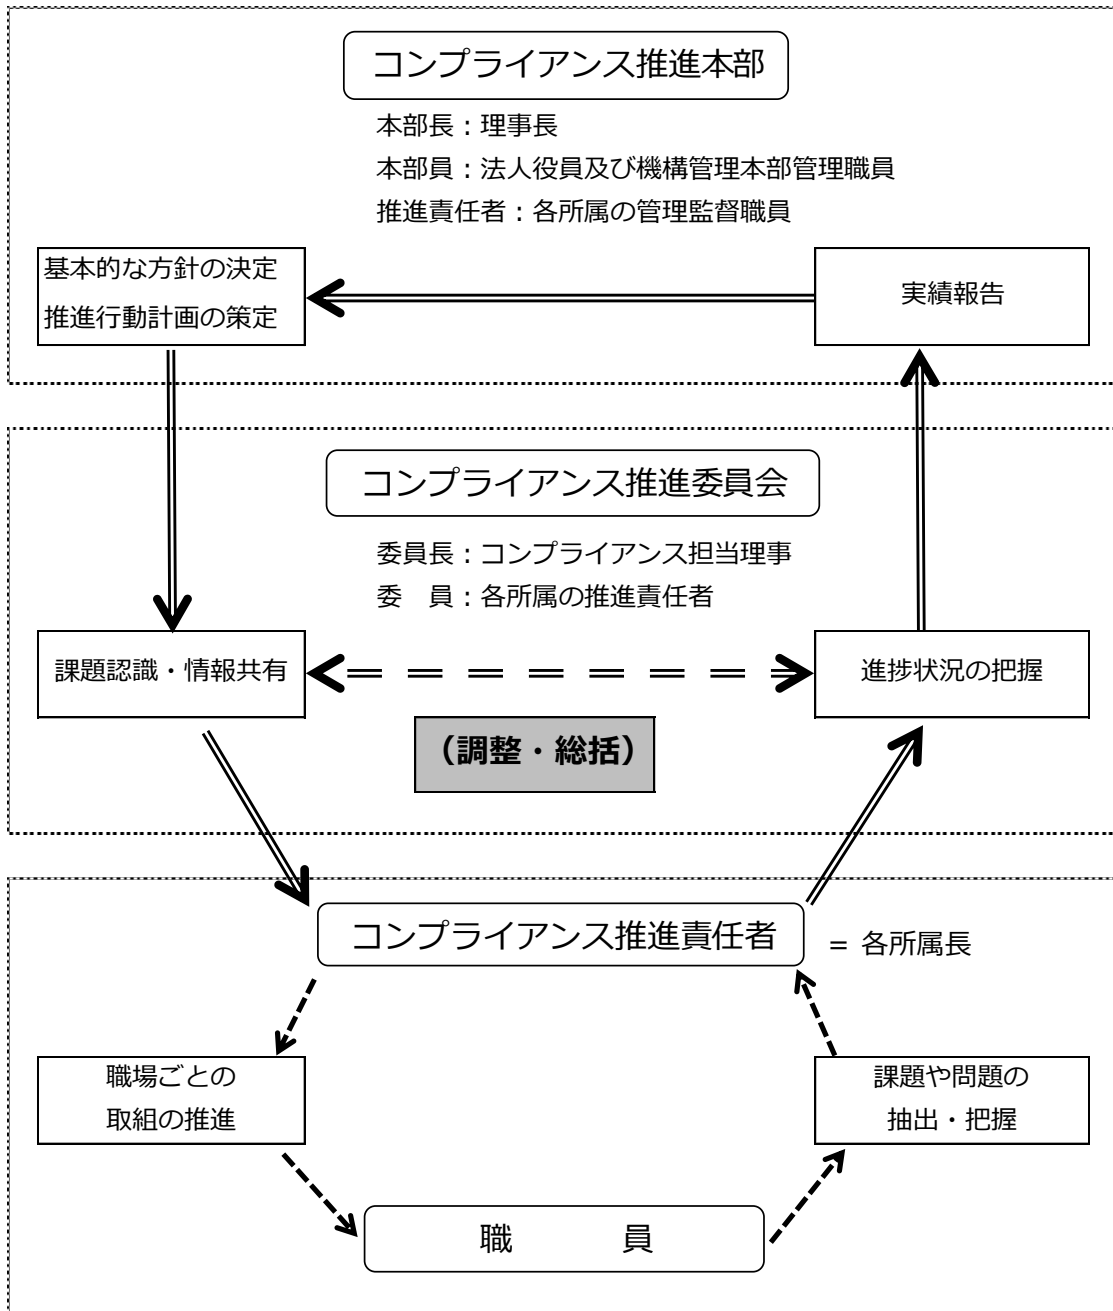 コンプライアンス推進本部
本部長：理事長
本部員：法人役員及び機構管理本部管理職員
推進責任者：各所属の管理監督職員
基本的な方針の決定
推進行動計画の策定
実績報告
コンプライアンス推進委員会
委員長：コンプライアンス担当理事
委　員：各所属の推進責任者
課題認識・情報共有
進捗状況の把握
（調整・総括）
コンプライアンス推進責任者
= 各所属長
職場ごとの
取組の推進
課題や問題の
抽出・把握
職　　　員